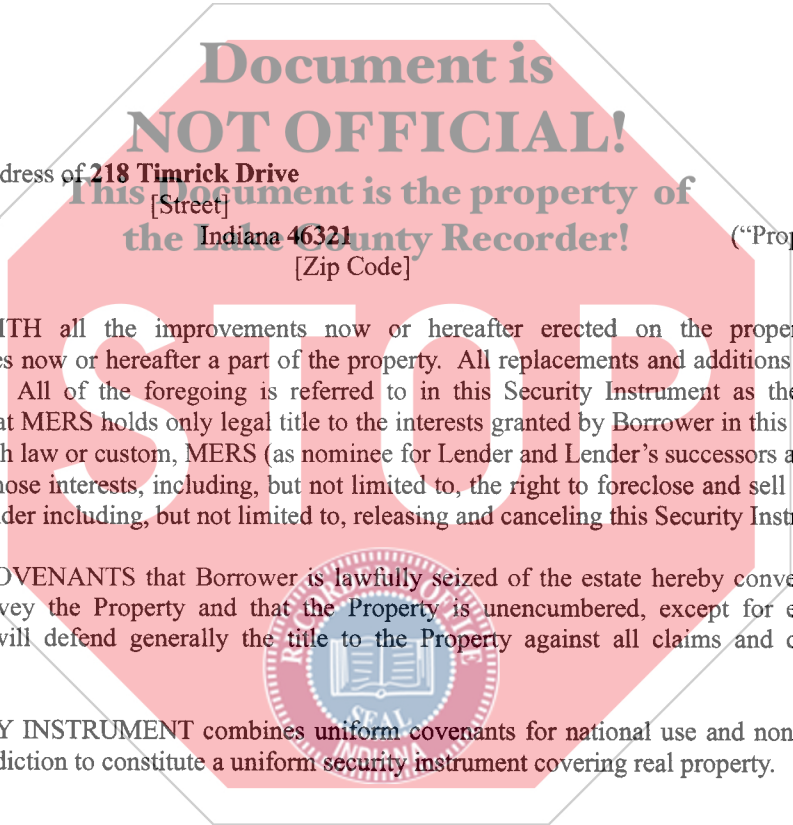 Document is
NOT OFFICIAL!
dress of 218 Timrick Drive
This Document is the property of
[Street]
the Lake County Recorder!
Indiana 46321 ("Prop
[Zip Code]
ITH all the improvements now or hereafter erected on the proper
es now or hereafter a part of the property. All replacements and additions
All of the foregoing is referred to in this Security Instrument as the
at MERS holds only legal title to the interests granted by Borrower in this
h law or custom, MERS (as nominee for Lender and Lender's successors a
hose interests, including, but not limited to, the right to foreclose and sell
der including, but not limited to, releasing and canceling this Security Instr
STOP
OVENANTS that Borrower is lawfully seized of the estate hereby conve
vey the Property and that the Property is unencumbered, except for e
will defend generally the title to the Property against all claims and d
RECORDER OF THE
SEAL
INDIANA
Y INSTRUMENT combines uniform covenants for national use and non
diction to constitute a uniform security instrument covering real property.